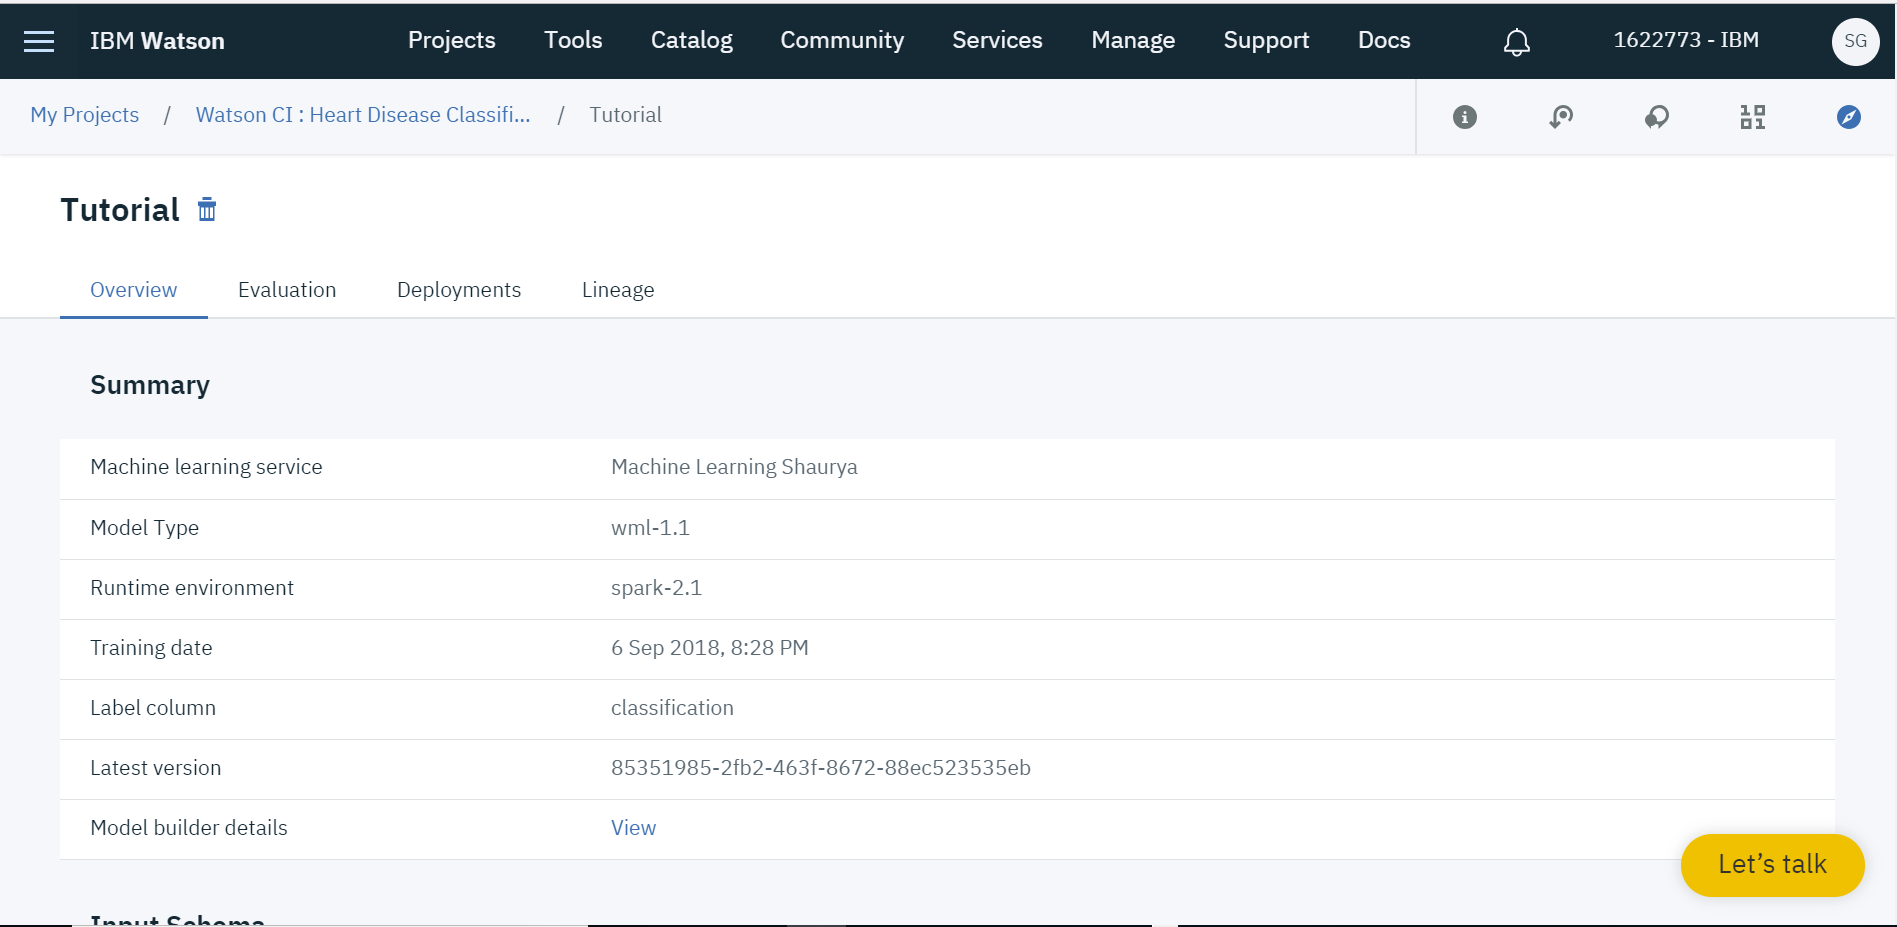 IBM Watson Projects Tools Catalog Community Services Manage Support Docs 1622773 - IBM SG
My Projects / Watson CI : Heart Disease Classifi... / Tutorial
Tutorial
Overview Evaluation Deployments Lineage
Summary
Machine learning service Machine Learning Shaurya
Model Type wml-1.1
Runtime environment spark-2.1
Training date 6 Sep 2018, 8:28 PM
Label column classification
Latest version 85351985-2fb2-463f-8672-88ec523535eb
Model builder details View
Let's talk
Input Schema